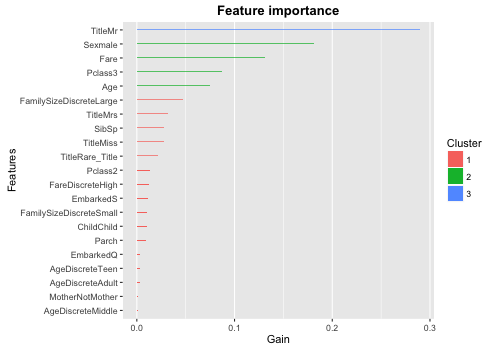 Feature importance
TitleMr
Sexmale
Fare
Pclass3
Age
FamilySizeDiscreteLarge
TitleMrs
SibSp
TitleMiss
TitleRare_Title
Pclass2
FareDiscreteHigh
EmbarkedS
FamilySizeDiscreteSmall
ChildChild
Parch
EmbarkedQ
AgeDiscreteTeen
AgeDiscreteAdult
MotherNotMother
AgeDiscreteMiddle
Features
0.0 0.1 0.2 0.3
Gain
Cluster
1
2
3